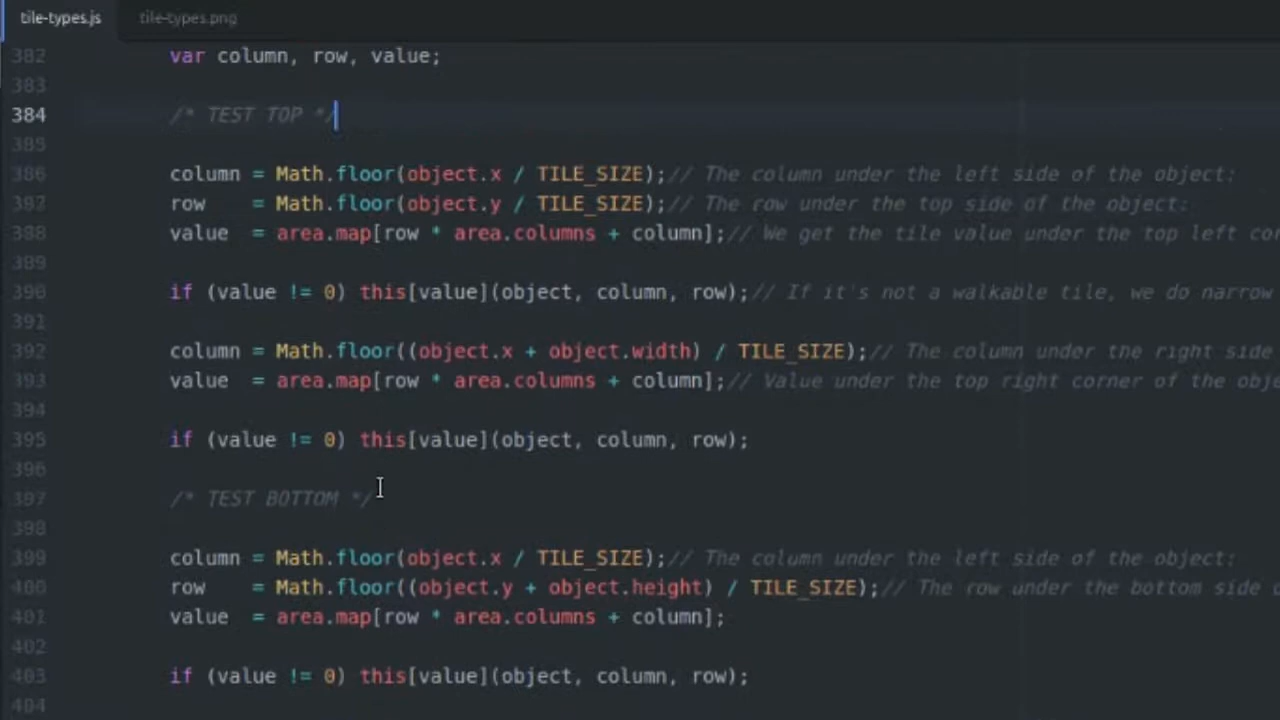 tile-types.js tile-types.png
382 var column, row, value;
383
384 /* TEST TOP */
385
386 column = Math.floor(object.x / TILE_SIZE);// The column under the left side of the object:
387 row    = Math.floor(object.y / TILE_SIZE);// The row under the top side of the object:
388 value  = area.map[row * area.columns + column];// We get the tile value under the top left
389
390 if (value != 0) this[value](object, column, row);// If it's not a walkable tile, we do narrow
391
392 column = Math.floor((object.x + object.width) / TILE_SIZE);// The column under the right side
393 value  = area.map[row * area.columns + column];// Value under the top right corner of the
394
395 if (value != 0) this[value](object, column, row);
396
397 /* TEST BOTTOM */
398
399 column = Math.floor(object.x / TILE_SIZE);// The column under the left side of the object:
400 row    = Math.floor((object.y + object.height) / TILE_SIZE);// The row under the bottom side
401 value  = area.map[row * area.columns + column];
402
403 if (value != 0) this[value](object, column, row);
404